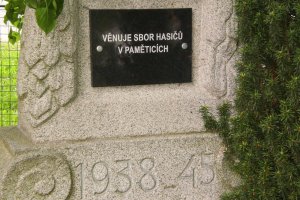 VĚNUJE SBOR HASIČŮ
V PAMĚTICÍCH
1938-45